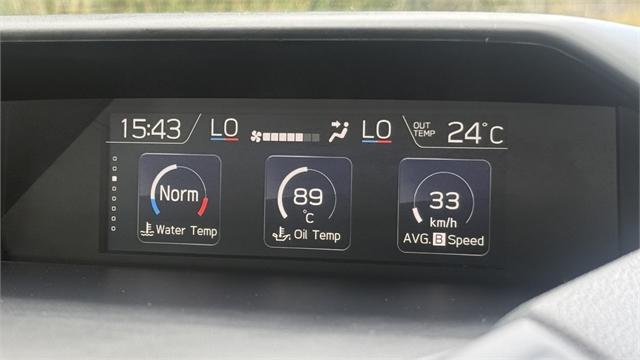 15:43 LO LO OUT TEMP 24°C
Norm
Water Temp
89
°C
Oil Temp
33
km/h
AVG. B Speed